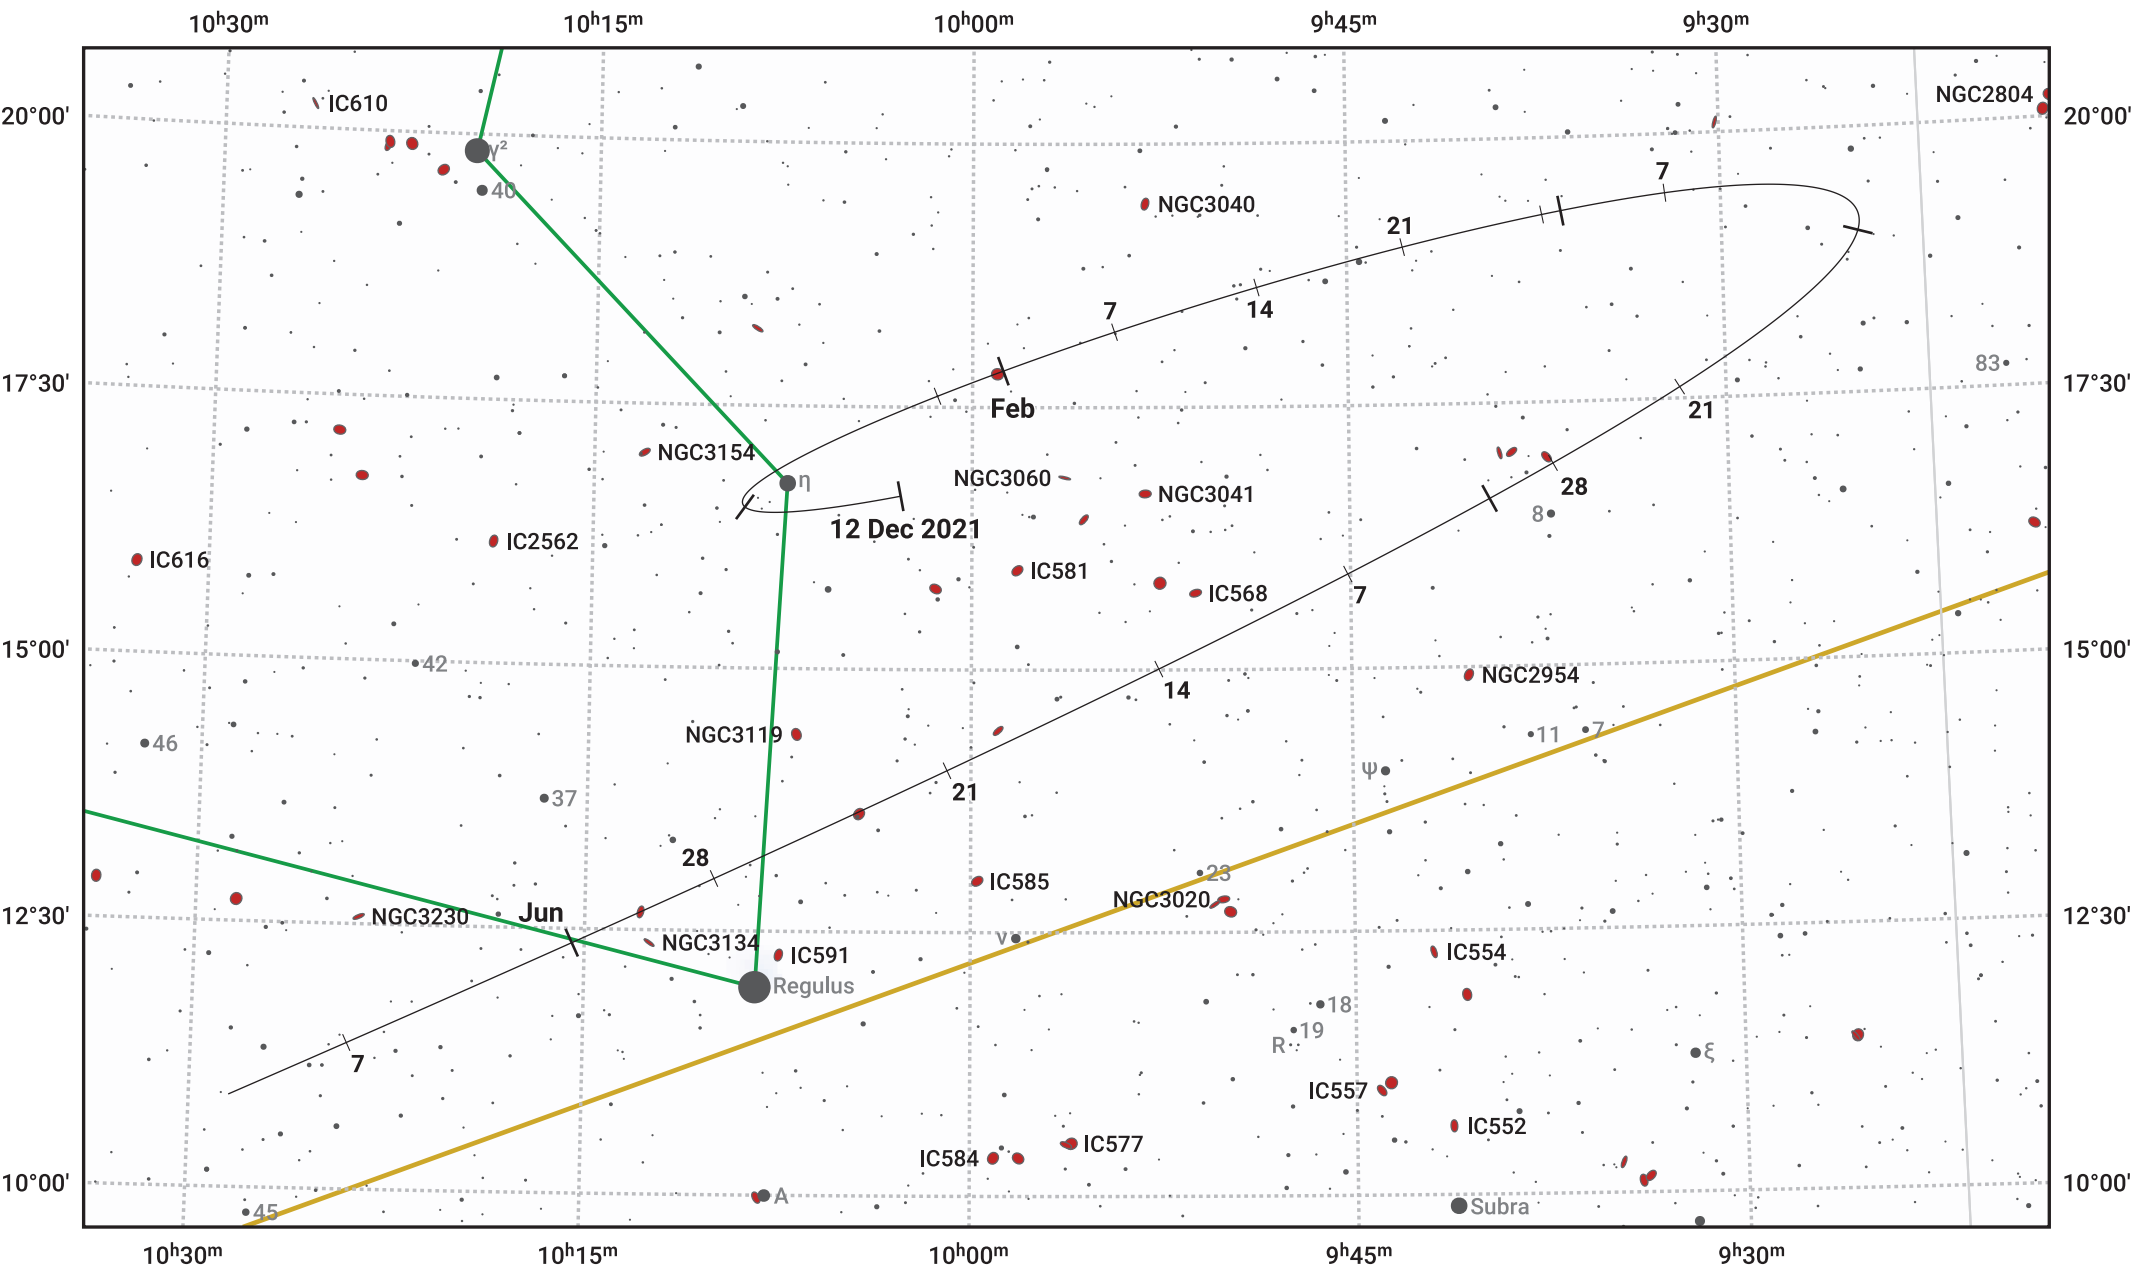 10h30m 10h15m 10h00m 9h45m 9h30m
IC610
NGC2804
20°00' 20°00'
γ²
7
40
NGC3040
21
7
14
17°30' 17°30'
83
Feb
21
NGC3154
NGC3060
η
28
NGC3041
8
12 Dec 2021
IC2562
IC616
IC581
IC568
7
15°00' 15°00'
42
NGC2954
14
NGC3119
46
11
7
ψ
21
37
28
23
IC585
NGC3020
Jun
12°30' 12°30'
NGC3230
ν
NGC3134
IC591
IC554
Regulus
18
19
R
7
ξ
IC557
IC552
IC577
IC584
10°00' 10°00'
A
Subra
45
10h30m 10h15m 10h00m 9h45m 9h30m